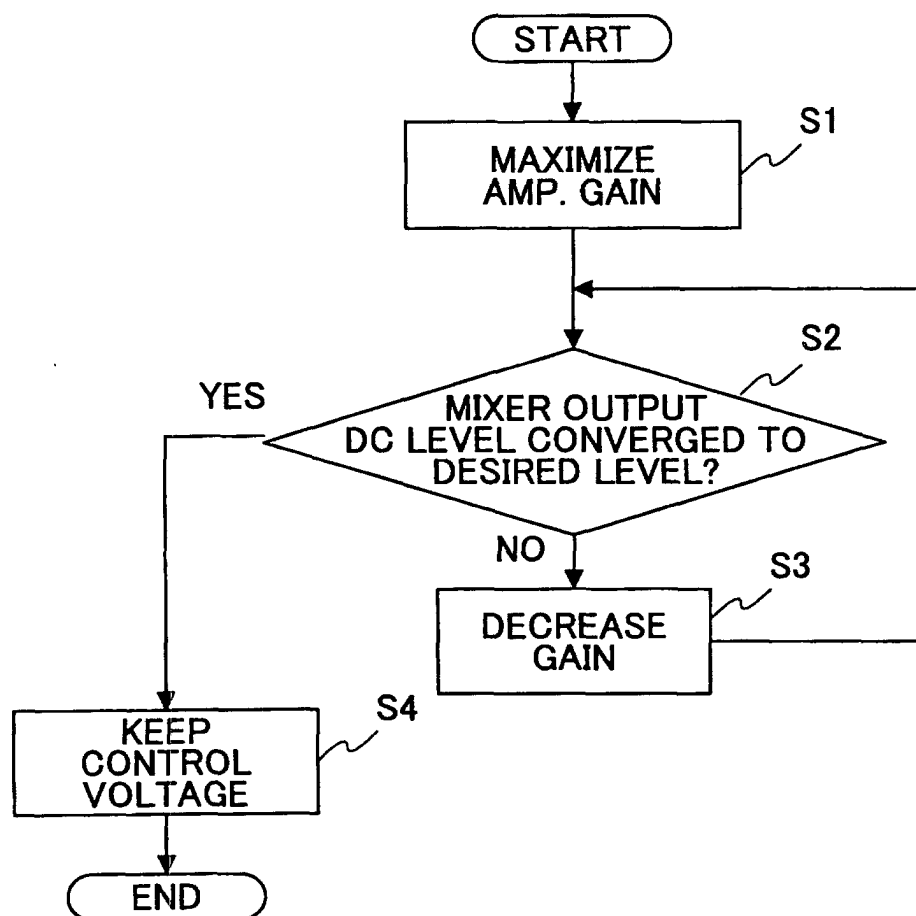 START
S1
MAXIMIZE
AMP. GAIN
S2
YES
MIXER OUTPUT
DC LEVEL CONVERGED TO
DESIRED LEVEL?
NO
S3
DECREASE
GAIN
S4
KEEP
CONTROL
VOLTAGE
END